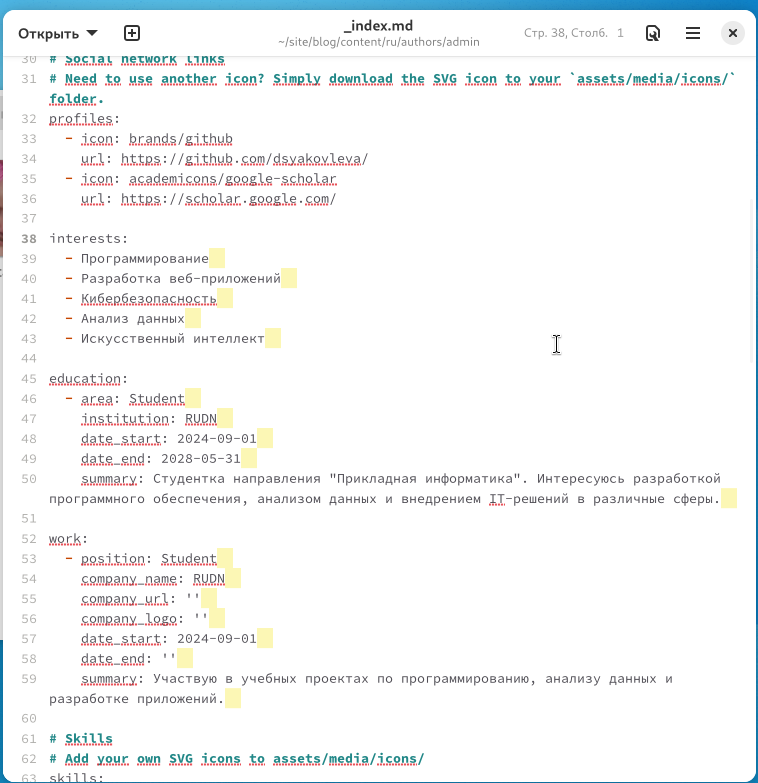 Открыть
_index.md
~/site/blog/content/ru/authors/admin
Стр. 38, Столб. 1
30 # Social network links
31 # Need to use another icon? Simply download the SVG icon to your `assets/media/icons/`
folder.
32 profiles:
33   - icon: brands/github
34     url: https://github.com/dsyakovleva/
35   - icon: academicons/google-scholar
36     url: https://scholar.google.com/
37
38 interests:
39   - Программирование
40   - Разработка веб-приложений
41   - Кибербезопасность
42   - Анализ данных
43   - Искусственный интеллект
44
45 education:
46   - area: Student
47     institution: RUDN
48     date_start: 2024-09-01
49     date_end: 2028-05-31
50     summary: Студентка направления "Прикладная информатика". Интересуюсь разработкой
программного обеспечения, анализом данных и внедрением IT-решений в различные сферы.
51
52 work:
53   - position: Student
54     company_name: RUDN
55     company_url: ''
56     company_logo: ''
57     date_start: 2024-09-01
58     date_end: ''
59     summary: Участвую в учебных проектах по программированию, анализу данных и
разработке приложений.
60
61 # Skills
62 # Add your own SVG icons to assets/media/icons/
63 skills: